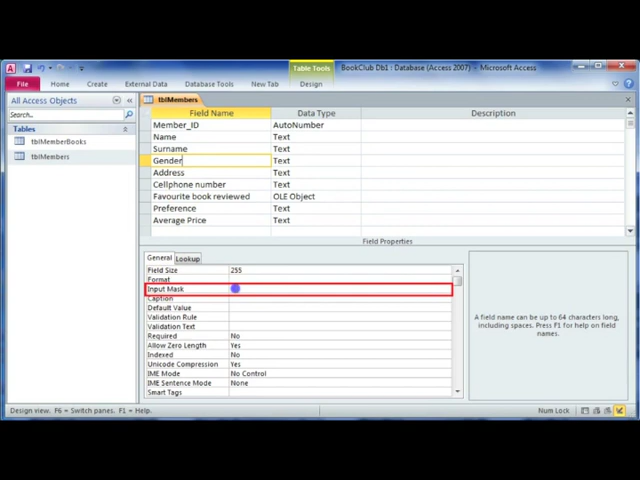 Table Tools
BookClub Db1 : Database (Access 2007) - Microsoft Access
File Home Create External Data Database Tools New Tab Design
All Access Objects
Search...
Tables
tblMemberBooks
tblMembers
tblMembers
Field Name Data Type Description
Member_ID AutoNumber
Name Text
Surname Text
Gender Text
Address Text
Cellphone number Text
Favourite book reviewed OLE Object
Preference Text
Average Price Text
Field Properties
General Lookup
Field Size 255
Format
Input Mask
Caption
Default Value
Validation Rule
Validation Text
Required No
Allow Zero Length Yes
Indexed No
Unicode Compression Yes
IME Mode No Control
IME Sentence Mode None
Smart Tags
A field name can be up to 64 characters long,
including spaces. Press F1 for help on field
names.
Design view. F6 = Switch panes. F1 = Help.
Num Lock